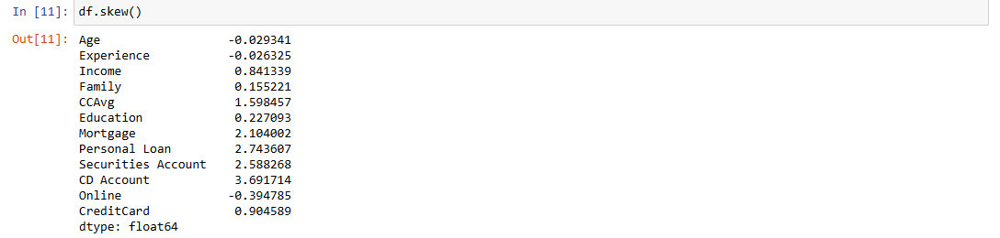 In [11]: df.skew()
Out[11]: Age -0.029341
Experience -0.026325
Income 0.841339
Family 0.155221
CCAvg 1.598457
Education 0.227093
Mortgage 2.104002
Personal Loan 2.743607
Securities Account 2.588268
CD Account 3.691714
Online -0.394785
CreditCard 0.904589
dtype: float64